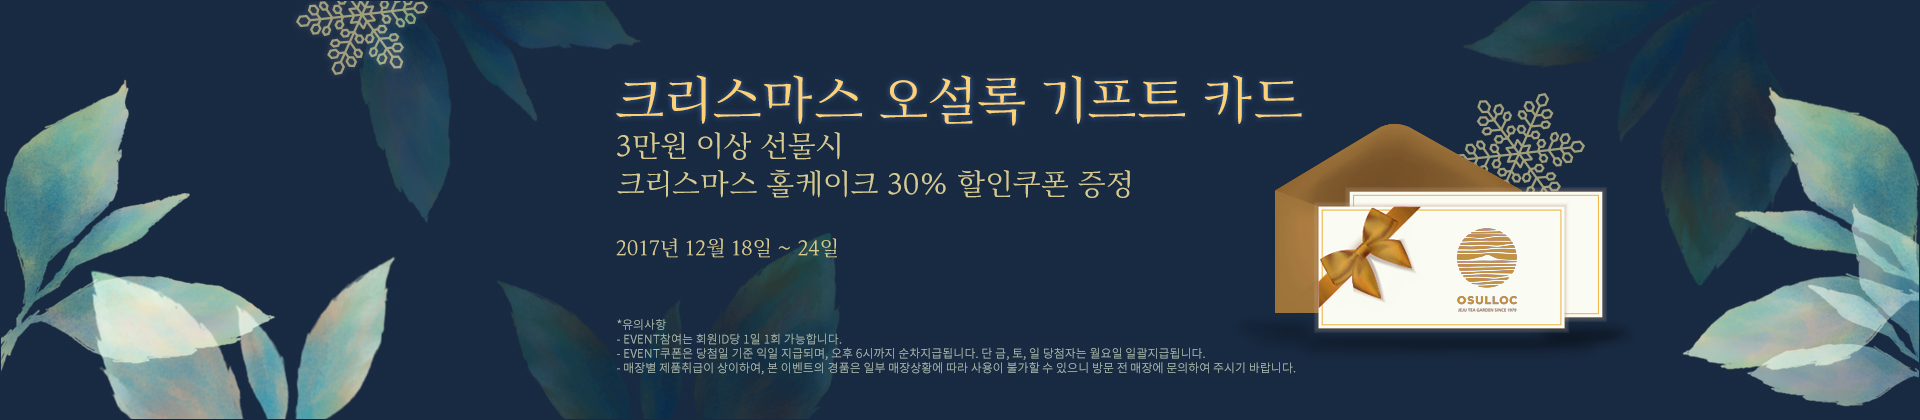 크리스마스 오설록 기프트 카드
3만원 이상 선물시
크리스마스 홀케이크 30% 할인쿠폰 증정
2017년 12월 18일 ~ 24일
*유의사항
- EVENT참여는 회원ID당 1일 1회 가능합니다.
- EVENT쿠폰은 당첨일 기준 익일 지급되며, 오후 6시까지 순차지급됩니다. 단 금, 토, 일 당첨자는 월요일 일괄지급됩니다.
- 매장별 제품취급이 상이하여, 본 이벤트의 경품은 일부 매장상황에 따라 사용이 불가할 수 있으니 방문 전 매장에 문의하여 주시기 바랍니다.
OSULLOC
JEJU TEA GARDEN SINCE 1979